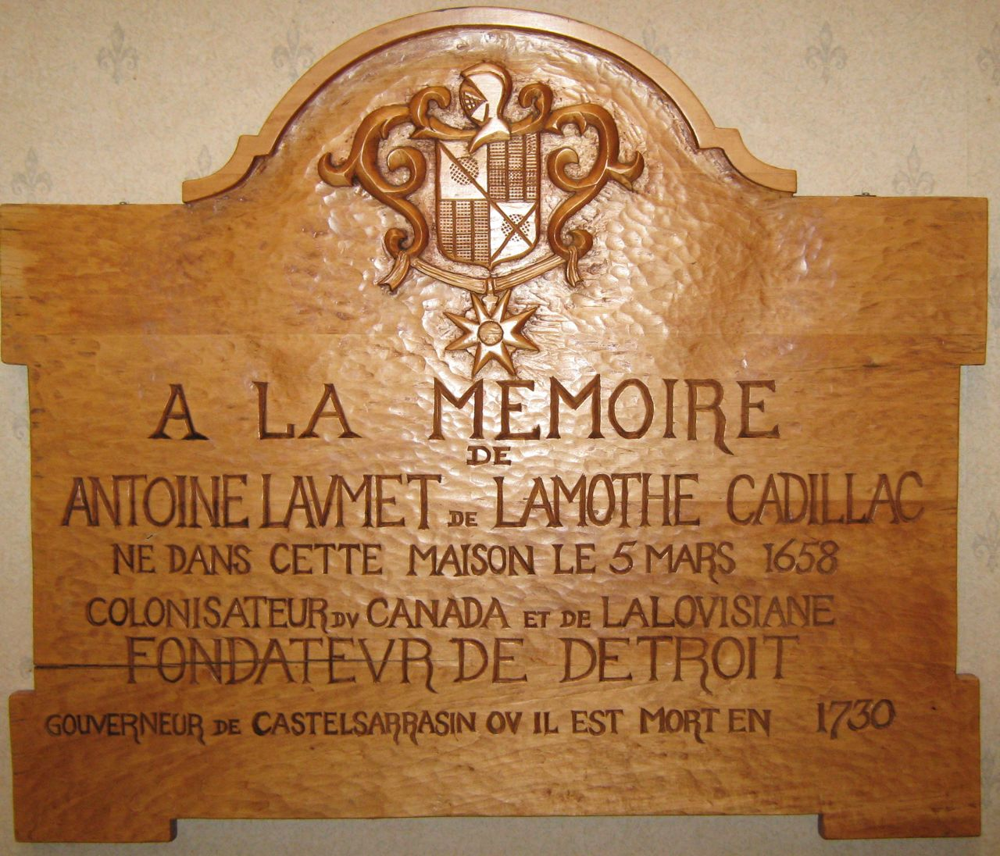 A LA MEMOIRE
DE
ANTOINE LAVMET DE LAMOTHE CADILLAC
NE DANS CETTE MAISON LE 5 MARS 1658
COLONISATEUR DV CANADA ET DE LALOVISIANE
FONDATEVR DE DETROIT
GOUVERNEUR DE CASTELSARRASIN OV IL EST MORT EN 1730